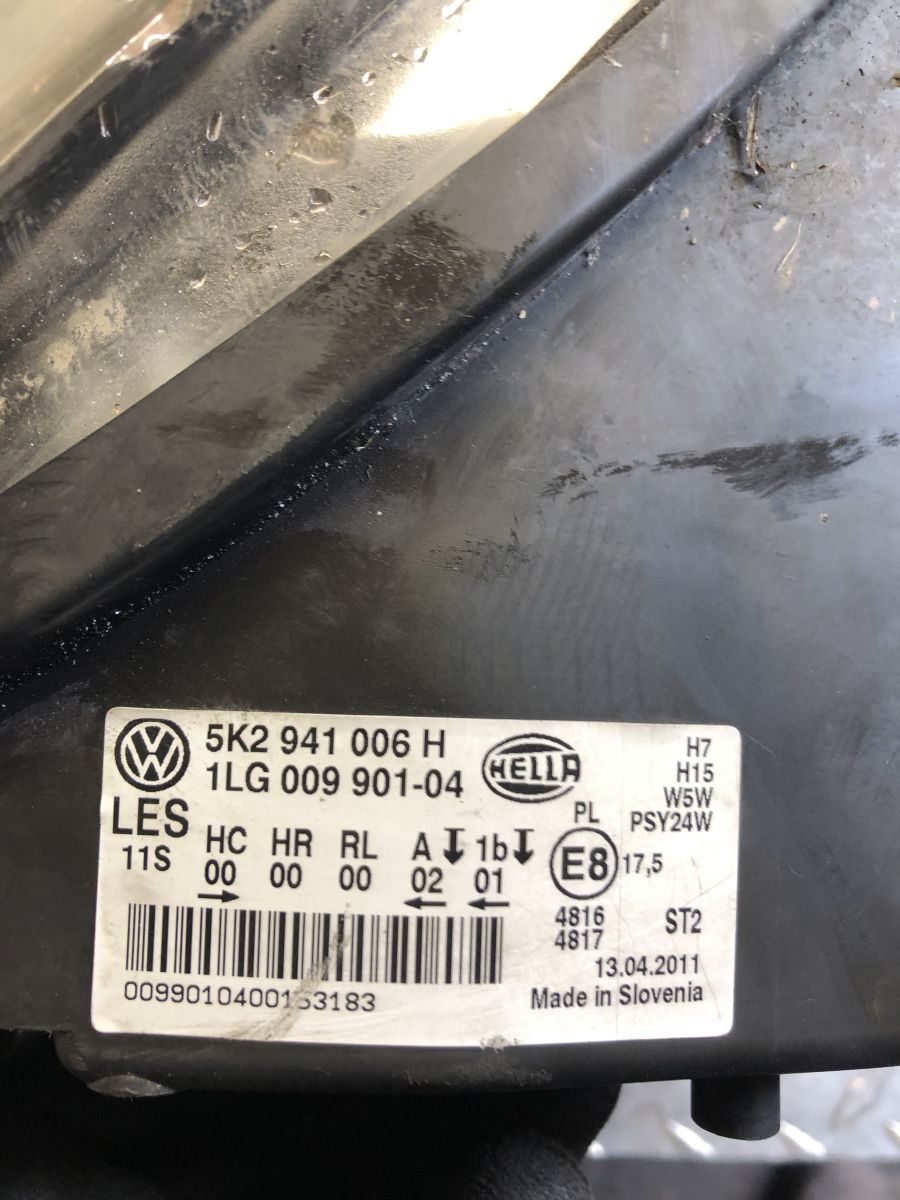 VW
5K2 941 006 H
1LG 009 901-04
HELLA
H7
H15
W5W
PSY24W
LES
11S
HC HR RL A 1b
00 00 00 02 01
PL
E8
17,5
4816
4817
ST2
13.04.2011
Made in Slovenia